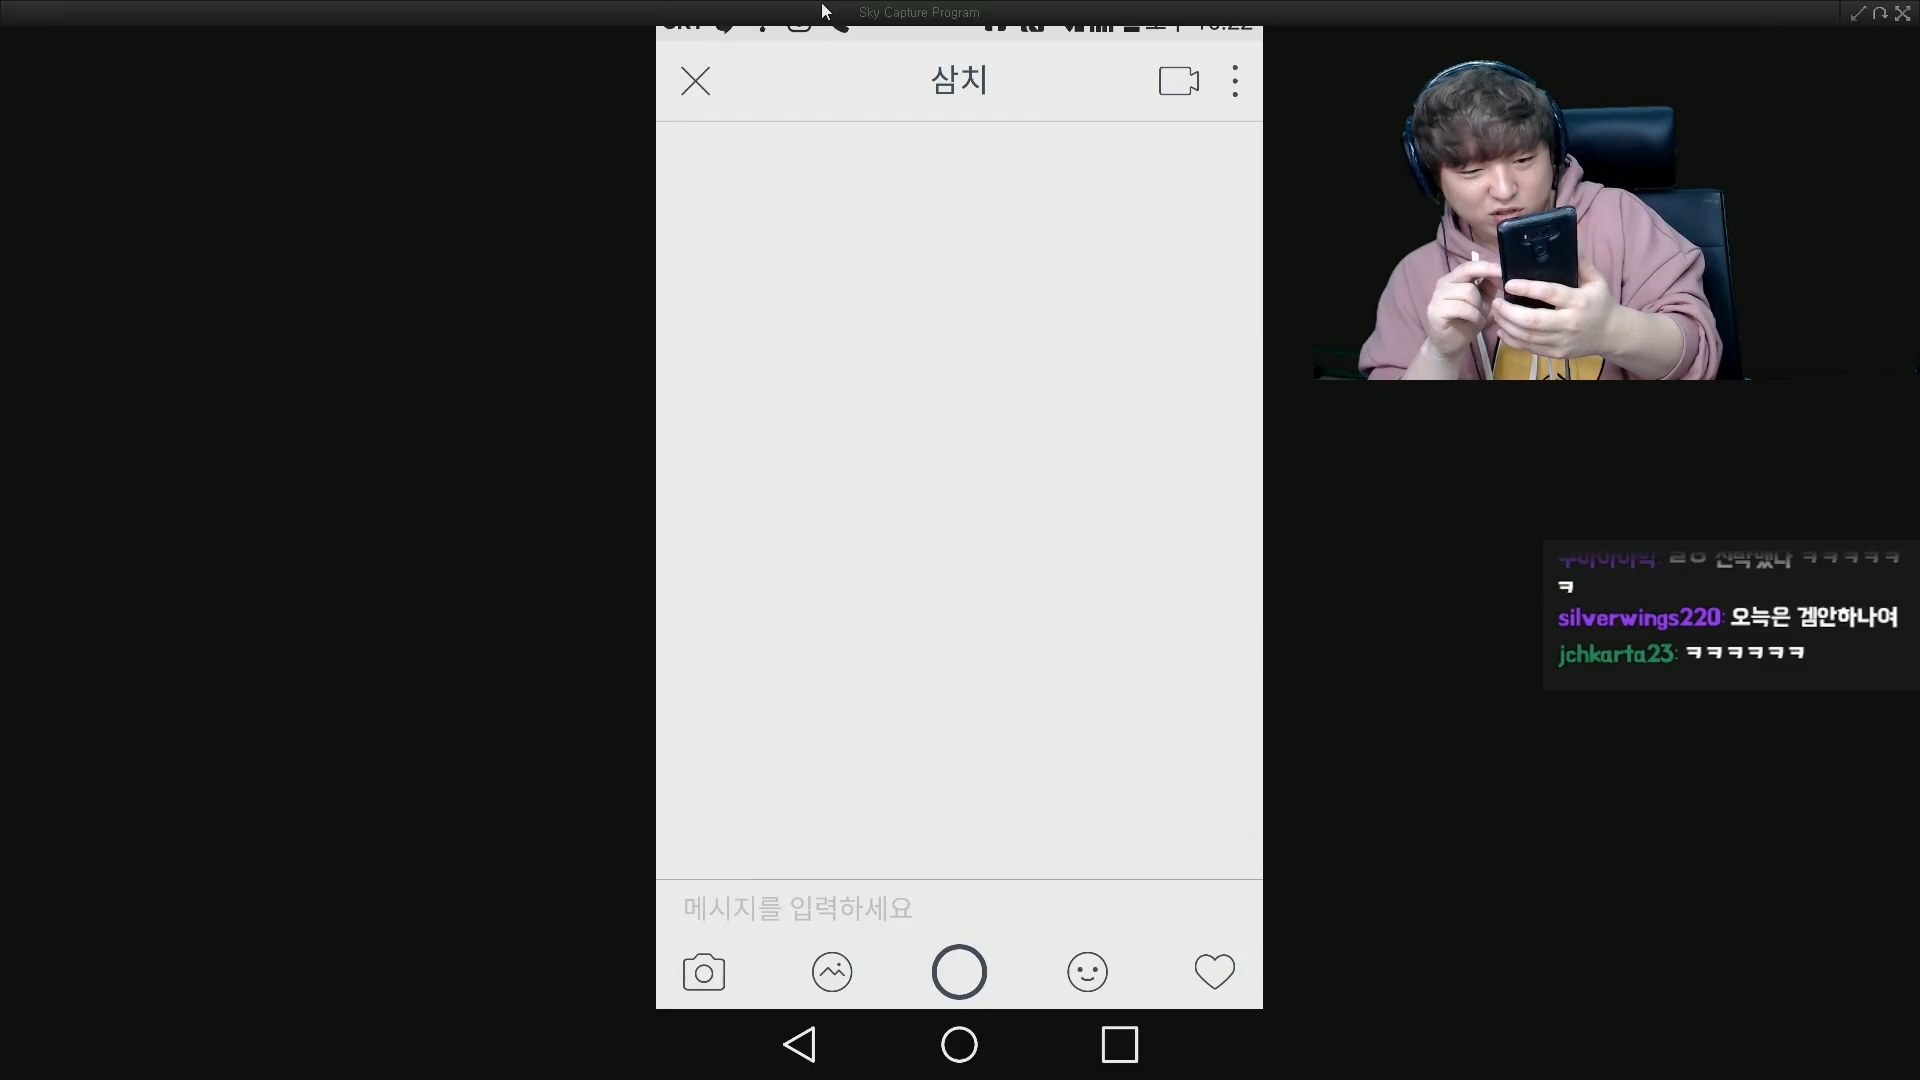 Sky Capture Program
삼치
ㅋ
silverwings220: 오늑은 겜안하나여
jchkarta23: ㅋㅋㅋㅋㅋㅋ
메시지를 입력하세요